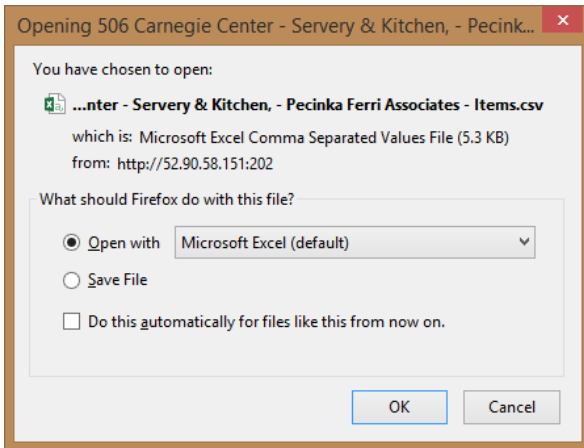 Opening 506 Carnegie Center - Servery & Kitchen, - Pecink...
You have chosen to open:
...nter - Servery & Kitchen, - Pecinka Ferri Associates - Items.csv
which is: Microsoft Excel Comma Separated Values File (5.3 KB)
from: http://52.90.58.151:202
What should Firefox do with this file?
Open with Microsoft Excel (default)
Save File
Do this automatically for files like this from now on.
OK Cancel